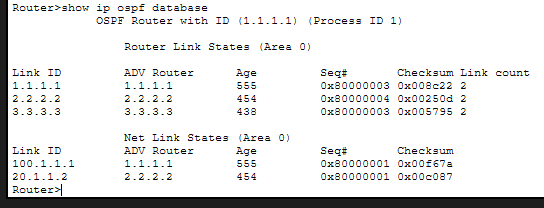 Router>show ip ospf database
OSPF Router with ID (1.1.1.1) (Process ID 1)
Router Link States (Area 0)
Link ID ADV Router Age Seq# Checksum Link count
1.1.1.1 1.1.1.1 555 0x80000003 0x008c22 2
2.2.2.2 2.2.2.2 454 0x80000004 0x00250d 2
3.3.3.3 3.3.3.3 438 0x80000003 0x005795 2
Net Link States (Area 0)
Link ID ADV Router Age Seq# Checksum
100.1.1.1 1.1.1.1 555 0x80000001 0x00f67a
20.1.1.2 2.2.2.2 454 0x80000001 0x00c087
Router>